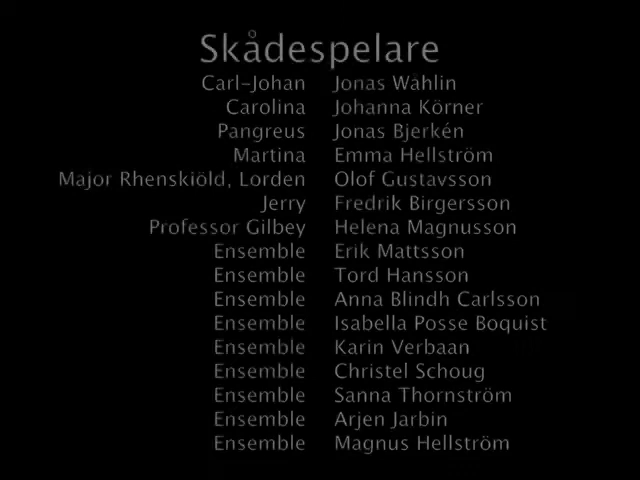 Skådespelare
Carl-Johan Jonas Wåhlin
Carolina Johanna Körner
Pangreus Jonas Bjerkén
Martina Emma Hellström
Major Rhenskiöld, Lorden Olof Gustavsson
Jerry Fredrik Birgersson
Professor Gilbey Helena Magnusson
Ensemble Erik Mattsson
Ensemble Tord Hansson
Ensemble Anna Blindh Carlsson
Ensemble Isabella Posse Boquist
Ensemble Karin Verbaan
Ensemble Christel Schoug
Ensemble Sanna Thornström
Ensemble Arjen Jarbin
Ensemble Magnus Hellström